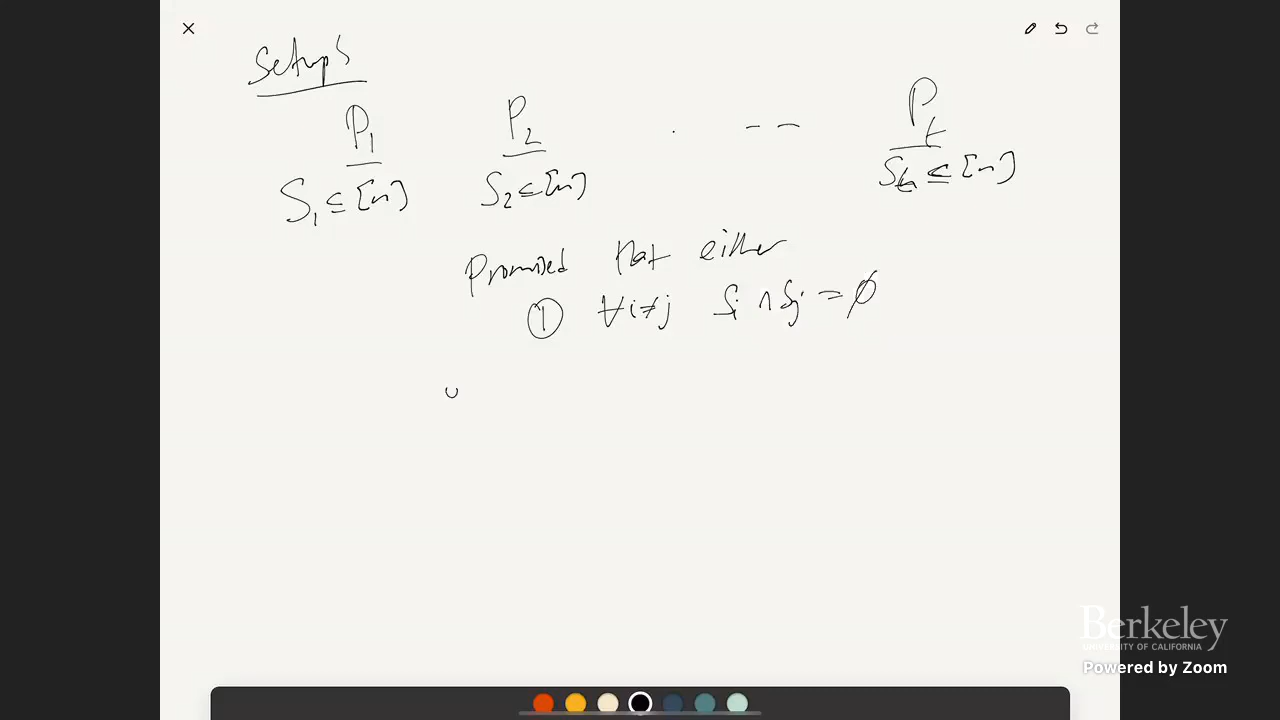 Setup:
P₁ P₂ . -- Pₜ
S₁ ⊆ [n] S₂ ⊆ [n] Sₜ ⊆ [n]
Promised that either
① ∀i≠j Sᵢ ∩ Sⱼ = ∅
Berkeley
UNIVERSITY OF CALIFORNIA
Powered by Zoom